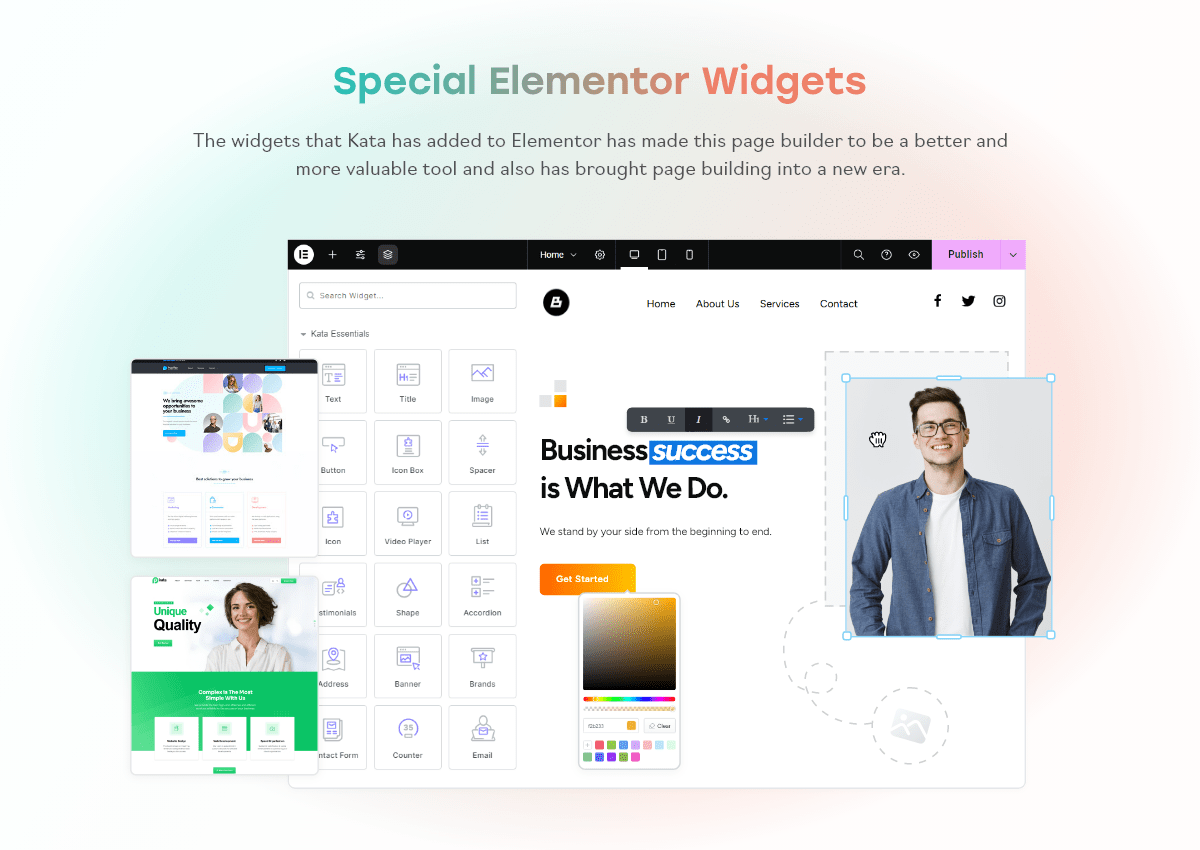 Special Elementor Widgets
The widgets that Kata has added to Elementor has made this page builder to be a better and
more valuable tool and also has brought page building into a new era.
Home
Publish
Search Widget...
Home About Us Services Contact
Kata Essentials
Text Title Image
Button Icon Box Spacer
Icon Video Player List
stimonials Shape Accordion
Address Banner Brands
ntact Form Counter Email
35
B U I H1
Business success
is What We Do.
We stand by your side from the beginning to end.
Get Started
f2b235
Clear
We bring awesome
opportunities to
your business
Best solutions to grow your business
kata
Unique
Quality
Complex Is The Most
Simple With Us